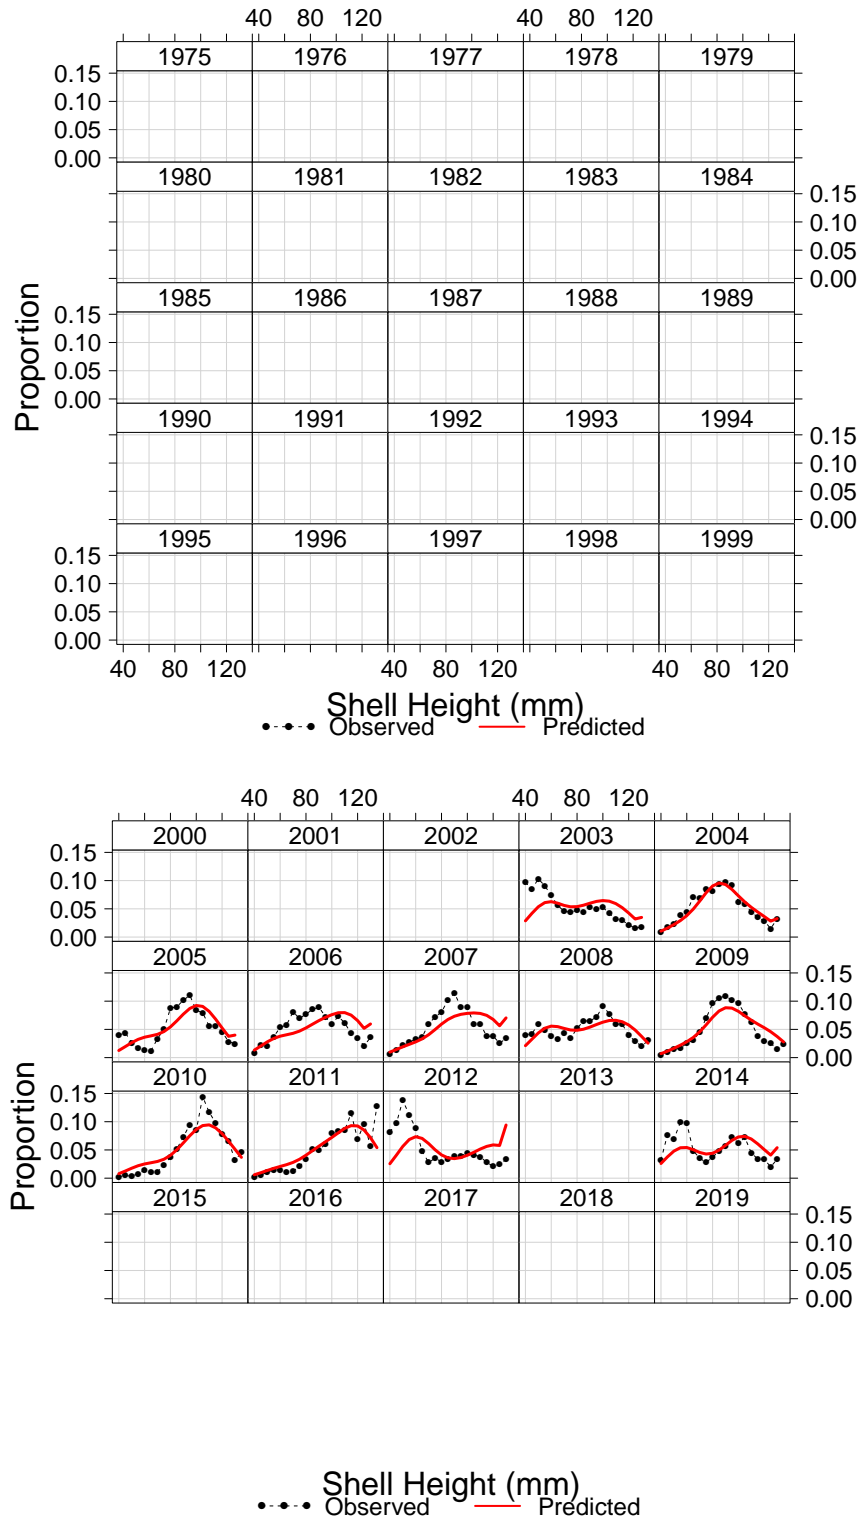 40 80 120 40 80 120
1975 1976 1977 1978 1979
0.15
0.10
0.05
0.00
1980 1981 1982 1983 1984
0.15
0.10
0.05
0.00
1985 1986 1987 1988 1989
0.15
0.10
0.05
0.00
1990 1991 1992 1993 1994
0.15
0.10
0.05
0.00
1995 1996 1997 1998 1999
0.15
0.10
0.05
0.00
40 80 120 40 80 120 40 80 120
Proportion
Shell Height (mm)
Observed Predicted
40 80 120 40 80 120
2000 2001 2002 2003 2004
0.15
0.10
0.05
0.00
2005 2006 2007 2008 2009
0.15
0.10
0.05
0.00
2010 2011 2012 2013 2014
0.15
0.10
0.05
0.00
2015 2016 2017 2018 2019
0.15
0.10
0.05
0.00
Proportion
Shell Height (mm)
Observed Predicted